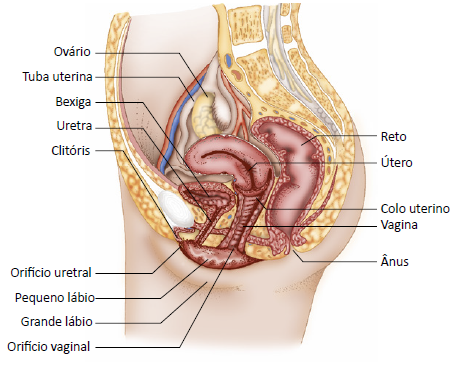 Ovário
Tuba uterina
Bexiga
Uretra
Clitóris
Reto
Útero
Colo uterino
Vagina
Ânus
Orifício uretral
Pequeno lábio
Grande lábio
Orifício vaginal